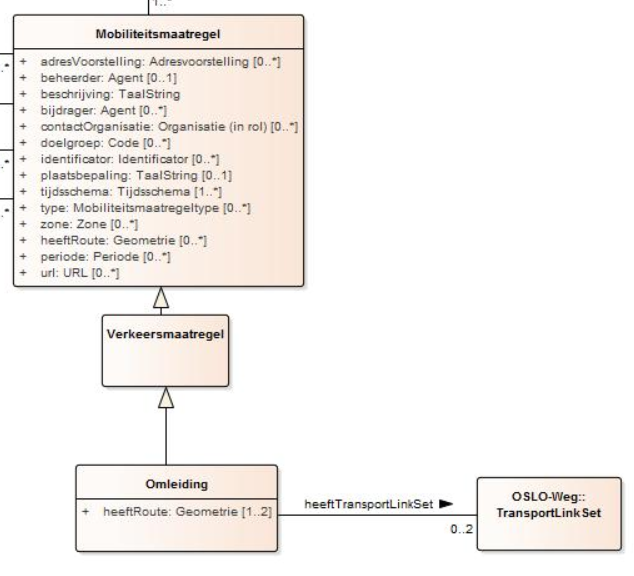 1..*
Mobiliteitsmaatregel
+ adresVoorstelling: Adresvoorstelling [0..*]
+ beheerder: Agent [0..1]
+ beschrijving: TaalString
+ bijdrager: Agent [0..*]
+ contactOrganisatie: Organisatie (in rol) [0..*]
+ doelgroep: Code [0..*]
+ identificator: Identificator [0..*]
+ plaatsbepaling: TaalString [0..1]
+ tijdsschema: Tijdsschema [1..*]
+ type: Mobiliteitsmaatregeltype [0..*]
+ zone: Zone [0..*]
+ heeftRoute: Geometrie [0..*]
+ periode: Periode [0..*]
+ url: URL [0..*]
Verkeersmaatregel
Omleiding
+ heeftRoute: Geometrie [1..2]
heeftTransportLinkSet ►
0..2
OSLO-Weg::
TransportLinkSet